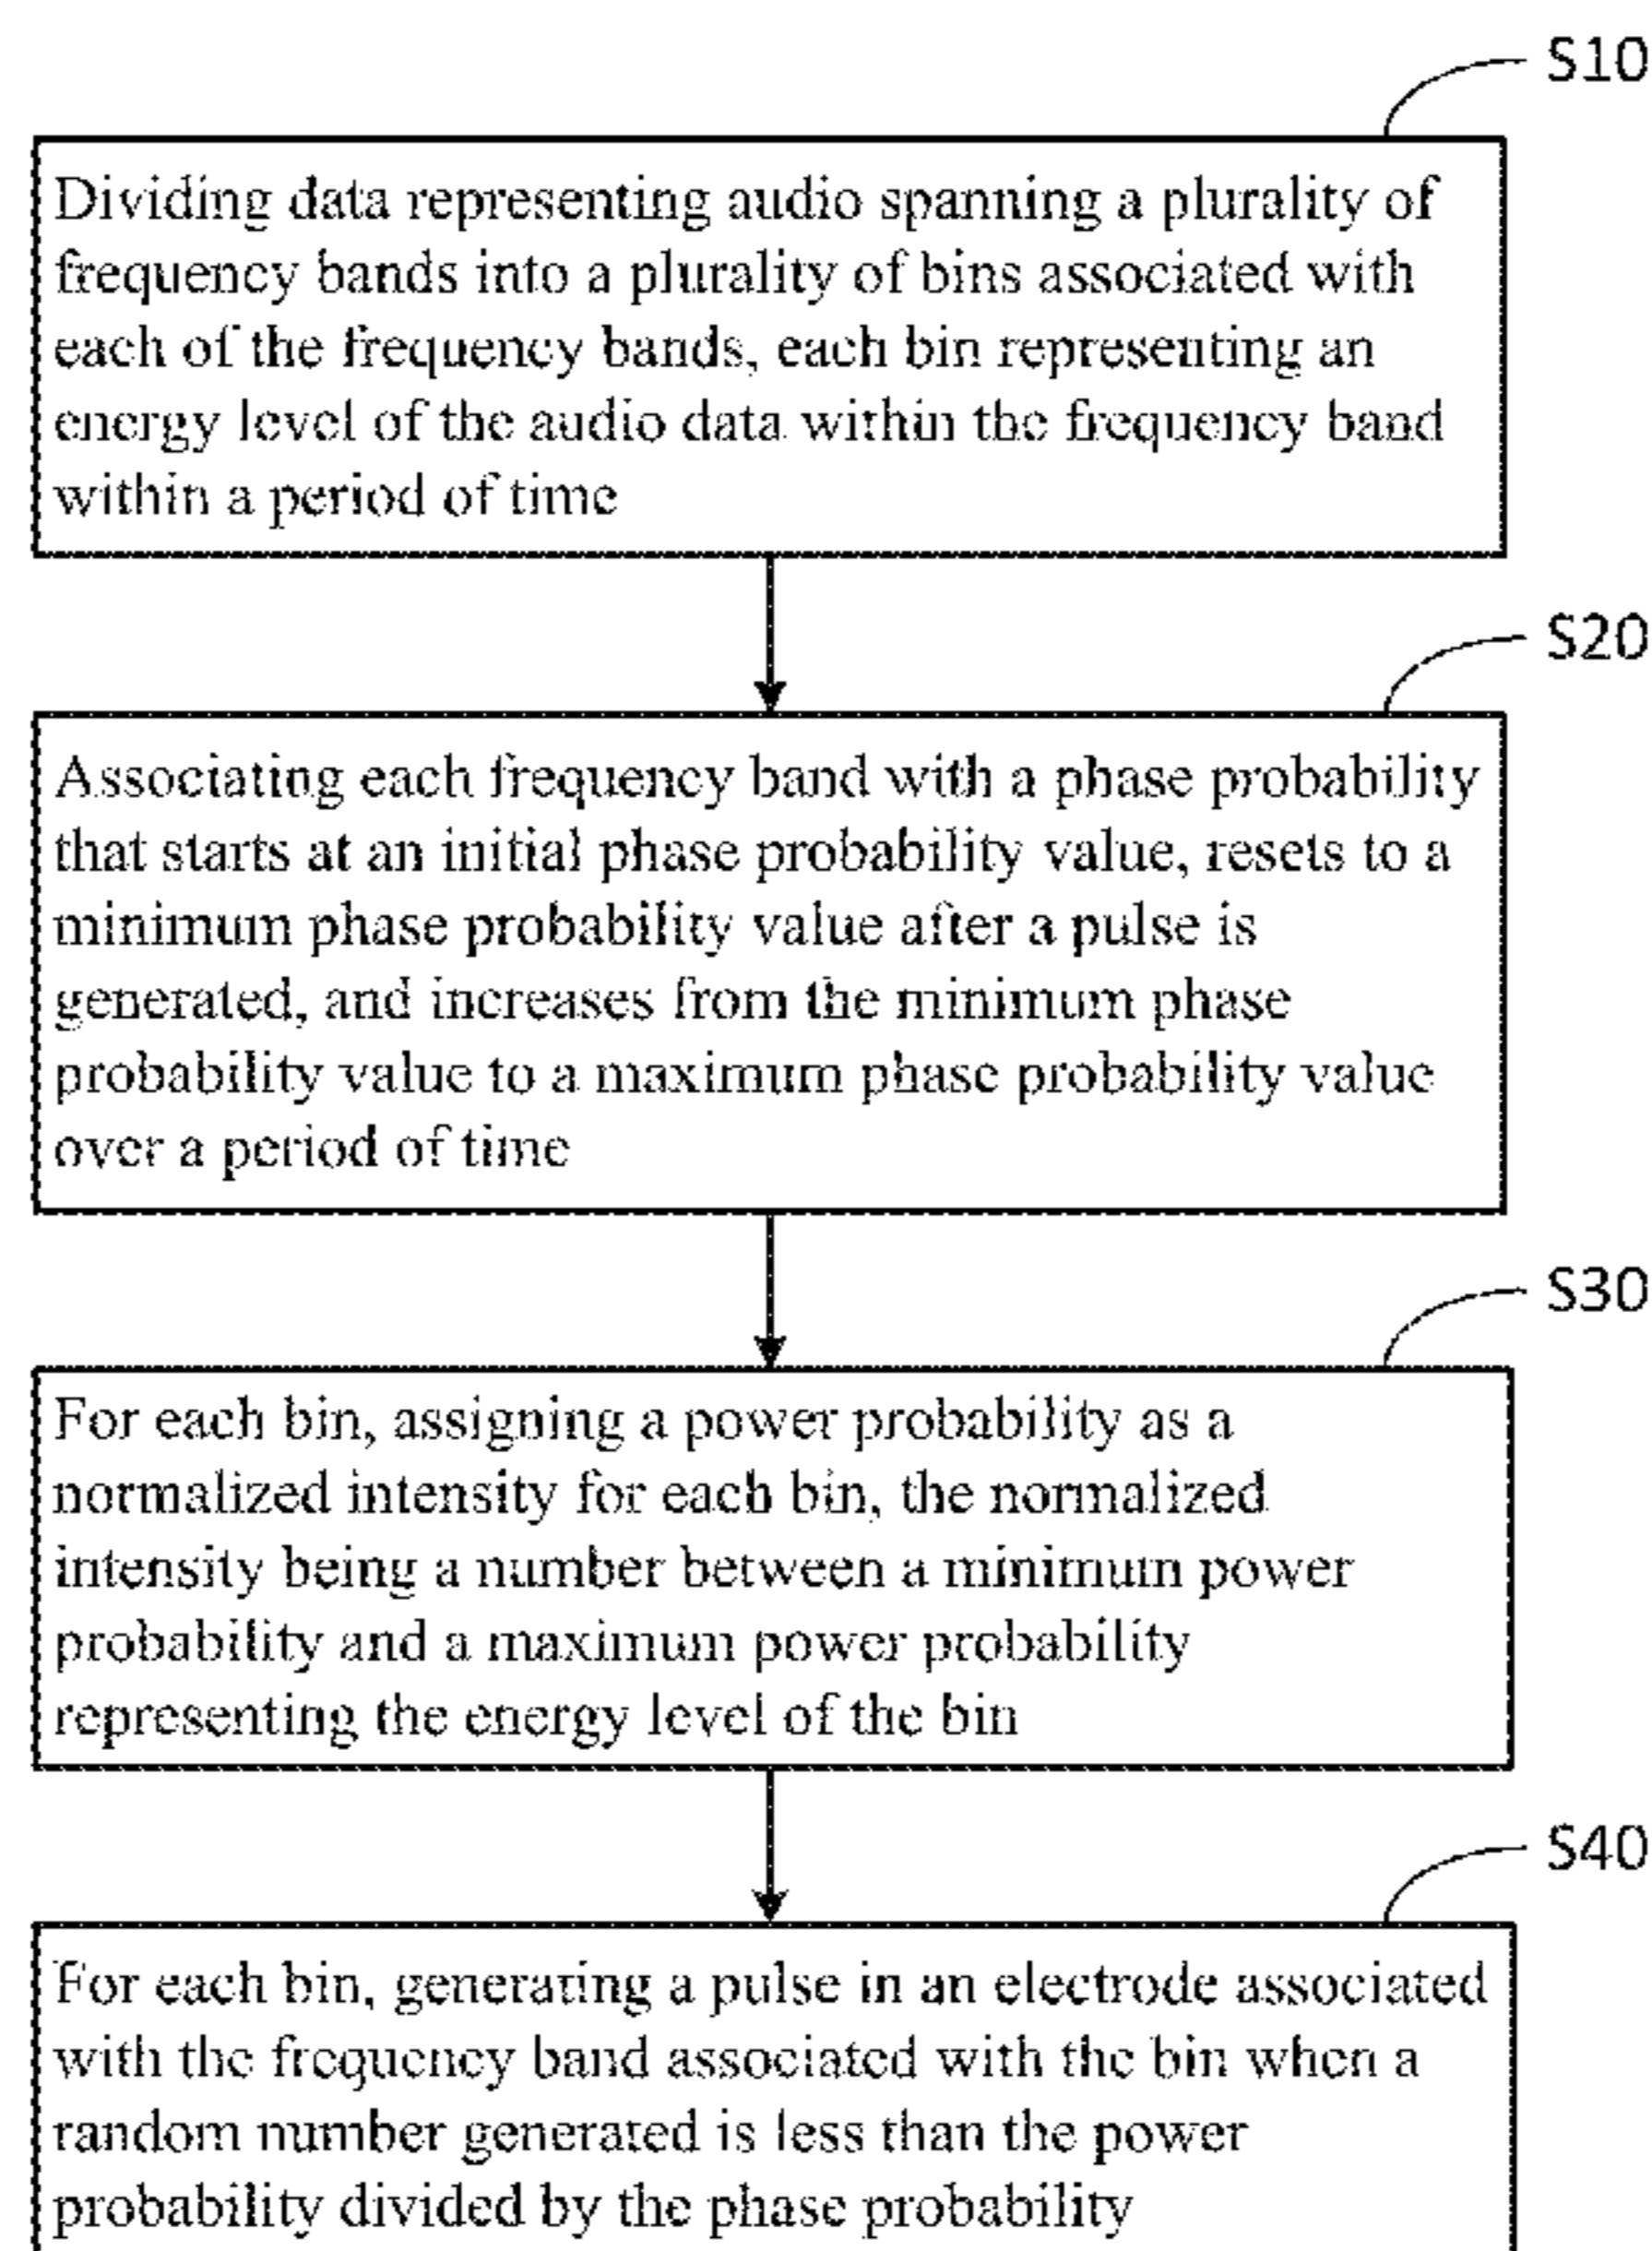 S10
Dividing data representing audio spanning a plurality of
frequency bands into a plurality of bins associated with
each of the frequency bands, each bin representing an
energy level of the audio data within the frequency band
within a period of time
S20
Associating each frequency band with a phase probability
that starts at an initial phase probability value, resets to a
minimum phase probability value after a pulse is
generated, and increases from the minimum phase
probability value to a maximum phase probability value
over a period of time
S30
For each bin, assigning a power probability as a
normalized intensity for each bin, the normalized
intensity being a number between a minimum power
probability and a maximum power probability
representing the energy level of the bin
S40
For each bin, generating a pulse in an electrode associated
with the frequency band associated with the bin when a
random number generated is less than the power
probability divided by the phase probability